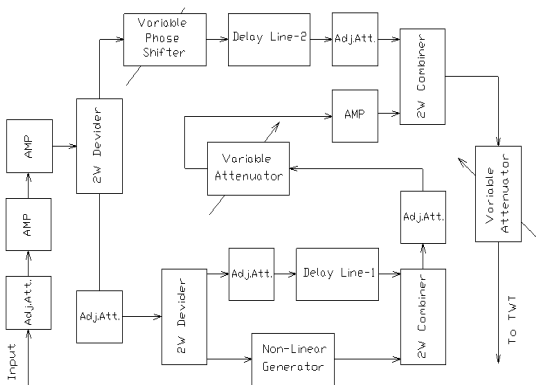 Variable
Phase
Shifter
Delay Line-2
Adj.Att.
2W Combiner
AMP
2W Devider
AMP
Variable
Attenuator
Variable
Attenuator
AMP
Adj.Att.
Adj.Att.
Adj.Att.
2W Devider
Adj.Att.
Delay Line-1
2W Combiner
Non-Linear
Generator
Input
To TWT